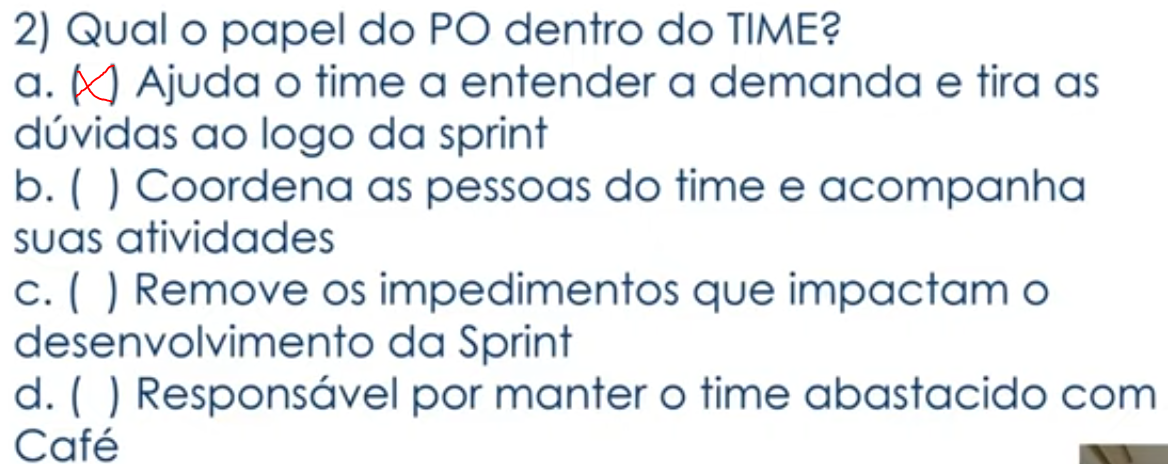 2) Qual o papel do PO dentro do TIME?
a. (X) Ajuda o time a entender a demanda e tira as
dúvidas ao logo da sprint
b. ( ) Coordena as pessoas do time e acompanha
suas atividades
c. ( ) Remove os impedimentos que impactam o
desenvolvimento da Sprint
d. ( ) Responsável por manter o time abastacido com
Café